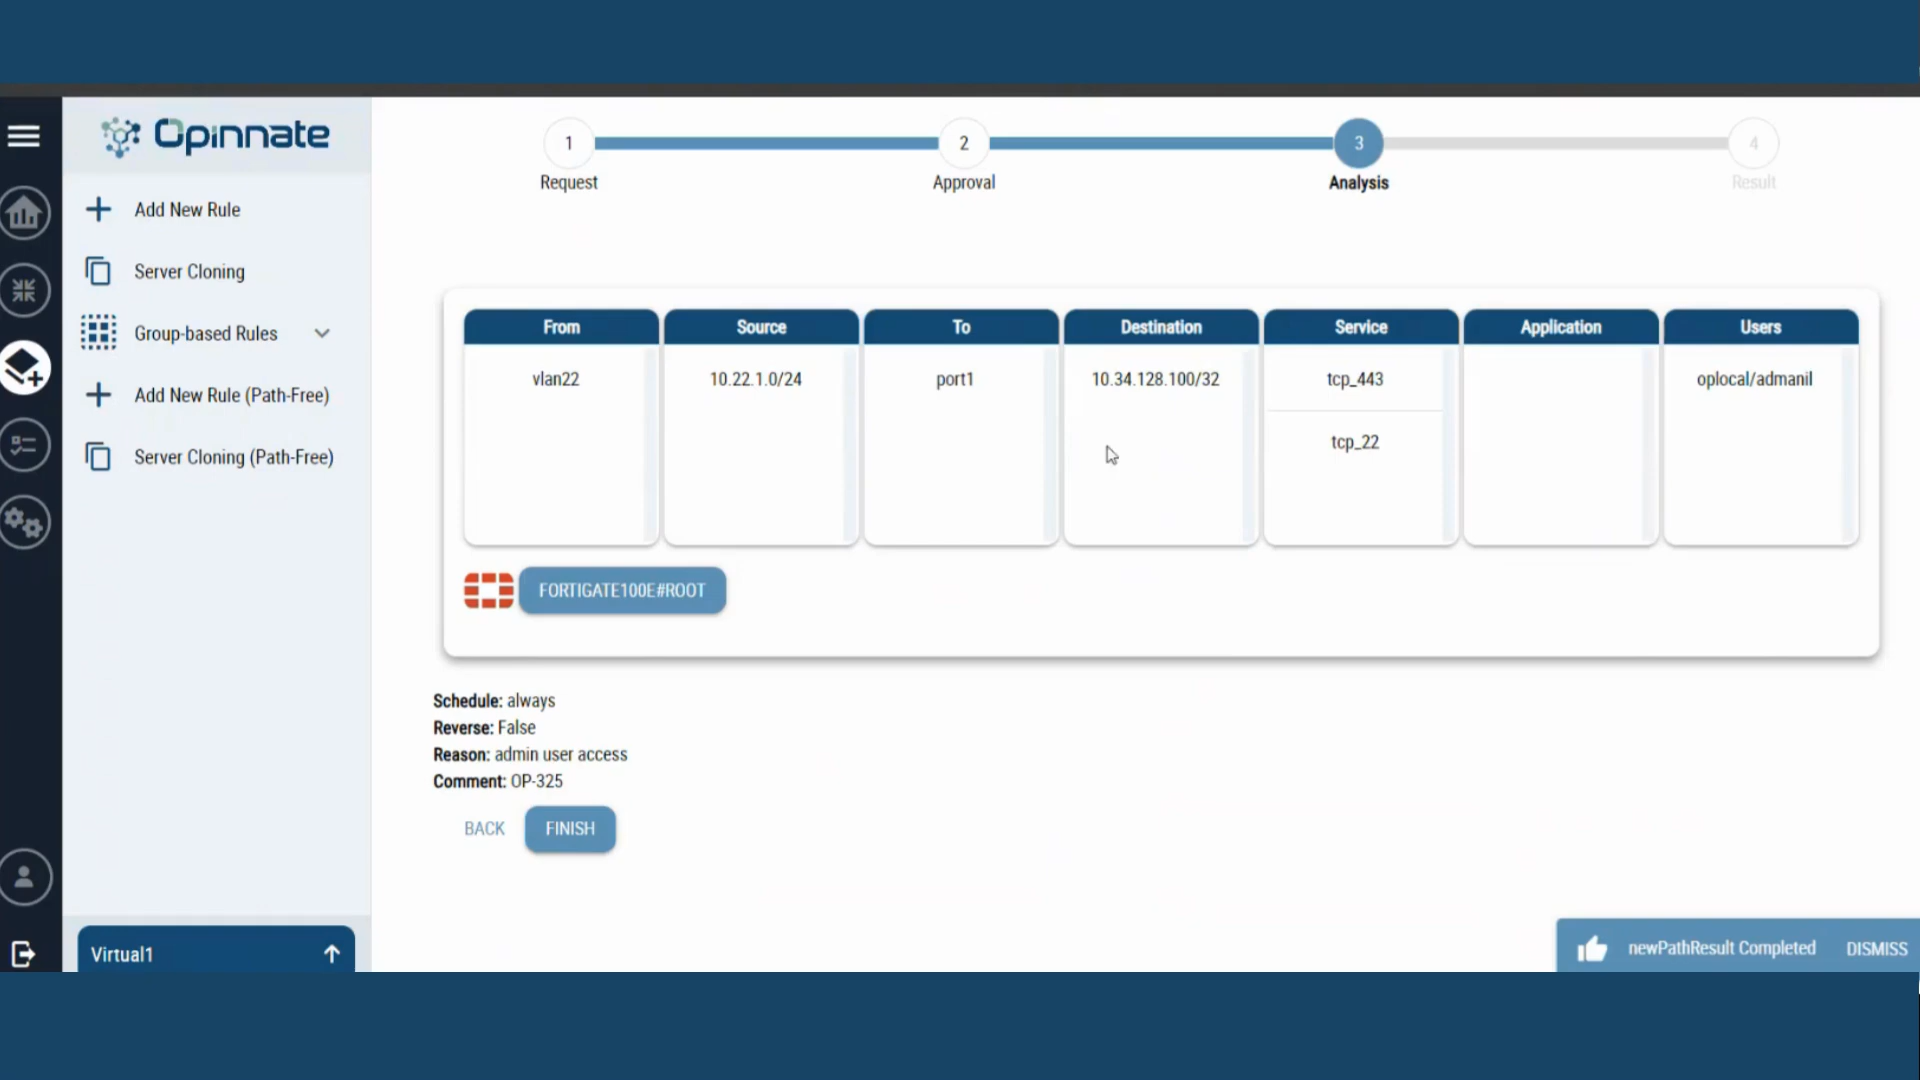 Opinnate
Add New Rule
Server Cloning
Group-based Rules
Add New Rule (Path-Free)
Server Cloning (Path-Free)
Virtual1
1
2
3
4
Request
Approval
Analysis
Result
From
Source
To
Destination
Service
Application
Users
vlan22
10.22.1.0/24
port1
10.34.128.100/32
tcp_443
oplocal/admanil
tcp_22
FORTIGATE100E#ROOT
Schedule: always
Reverse: False
Reason: admin user access
Comment: OP-325
BACK
FINISH
newPathResult Completed
DISMISS